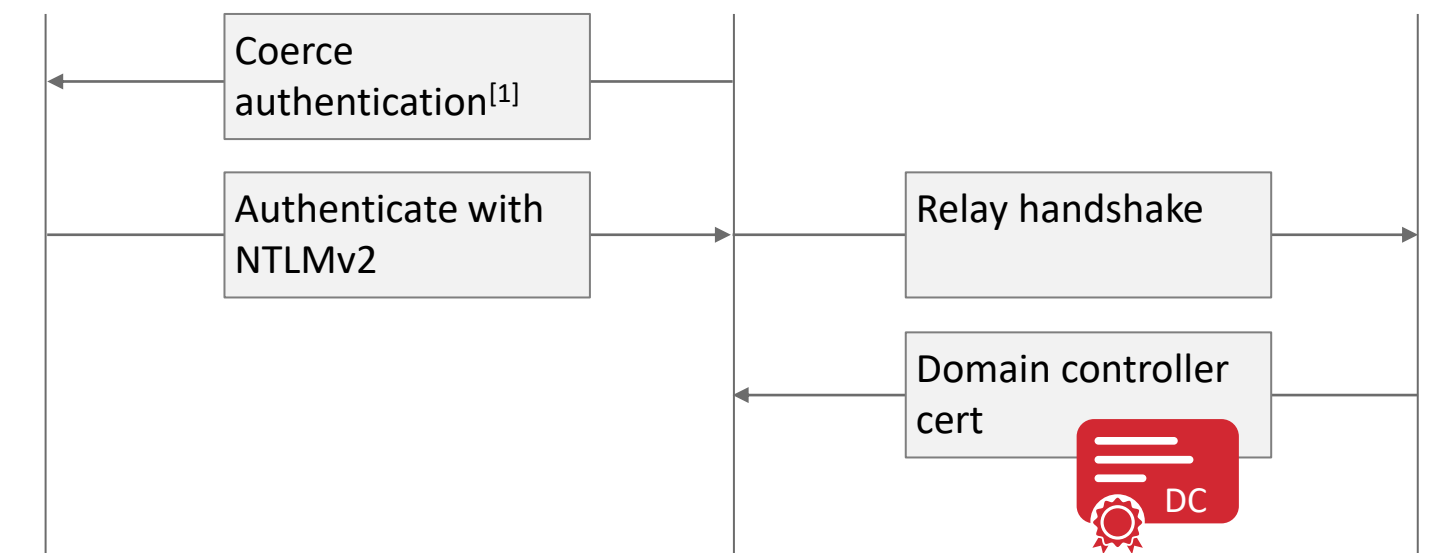 Coerce
authentication[1]
Authenticate with
NTLMv2
Relay handshake
Domain controller
cert
DC